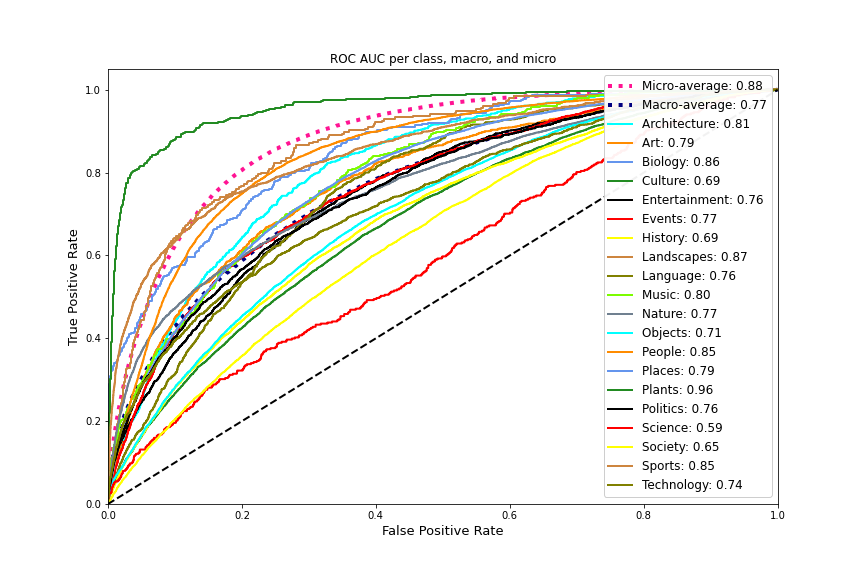 ROC AUC per class, macro, and micro
True Positive Rate
1.0
0.8
0.6
0.4
0.2
0.0
Micro-average: 0.88
Macro-average: 0.77
Architecture: 0.81
Art: 0.79
Biology: 0.86
Culture: 0.69
Entertainment: 0.76
Events: 0.77
History: 0.69
Landscapes: 0.87
Language: 0.76
Music: 0.80
Nature: 0.77
Objects: 0.71
People: 0.85
Places: 0.79
Plants: 0.96
Politics: 0.76
Science: 0.59
Society: 0.65
Sports: 0.85
Technology: 0.74
0.0 0.2 0.4 0.6 0.8 1.0
False Positive Rate